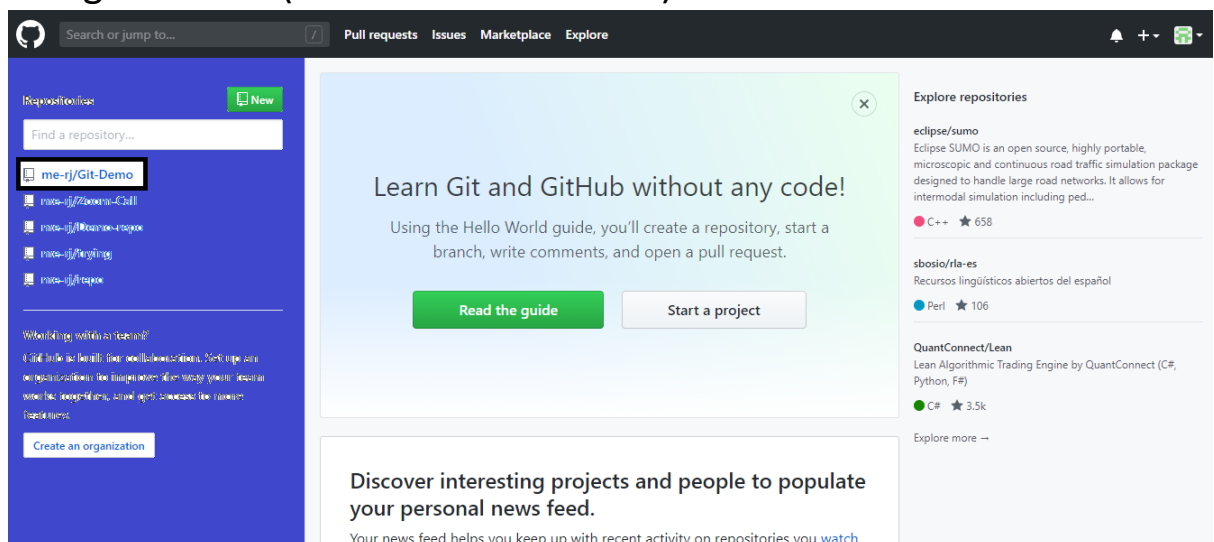 Search or jump to...
/
Pull requests Issues Marketplace Explore
Repositories
New
Find a repository...
me-rj/Git-Demo
me-rj/Zoom-Call
me-rj/Demo-repo
me-rj/trying
me-rj/repo
Working with a team?
GitHub is built for collaboration. Set up an
organization to improve the way your team
works together, and get access to more
features.
Create an organization
Learn Git and GitHub without any code!
Using the Hello World guide, you’ll create a repository, start a
branch, write comments, and open a pull request.
Read the guide
Start a project
Discover interesting projects and people to populate
your personal news feed.
Your news feed helps you keep up with recent activity on repositories you watch
Explore repositories
eclipse/sumo
Eclipse SUMO is an open source, highly portable,
microscopic and continuous road traffic simulation package
designed to handle large road networks. It allows for
intermodal simulation including ped...
C++ 658
sbosio/rla-es
Recursos lingüísticos abiertos del español
Perl 106
QuantConnect/Lean
Lean Algorithmic Trading Engine by QuantConnect (C#,
Python, F#)
C# 3.5k
Explore more →